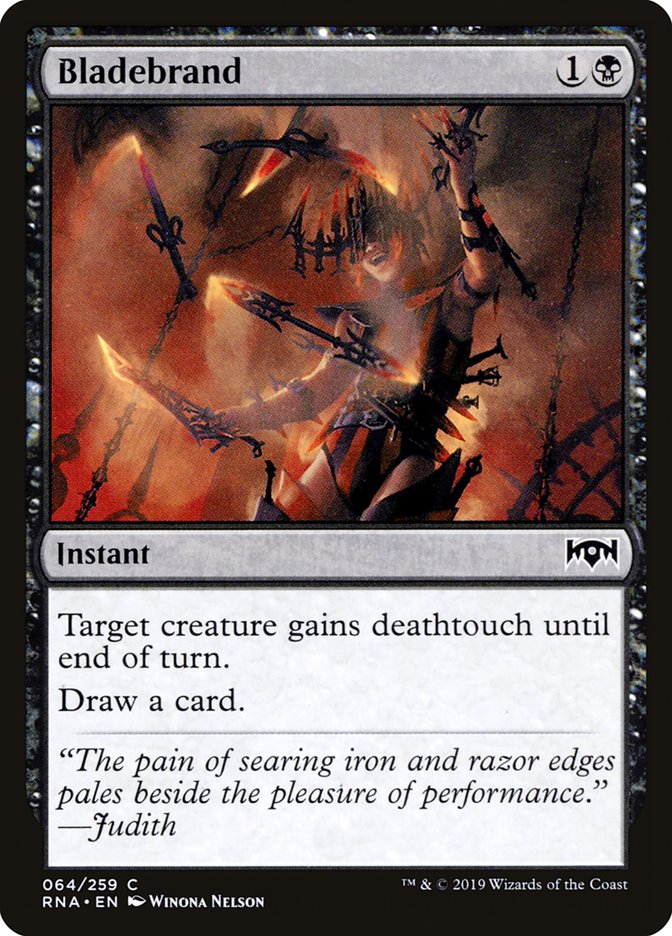 Bladebrand 1
Instant
Target creature gains deathtouch until
end of turn.
Draw a card.
“The pain of searing iron and razor edges
pales beside the pleasure of performance.”
—Judith
064/259 C
RNA • EN Winona Nelson
™ & © 2019 Wizards of the Coast